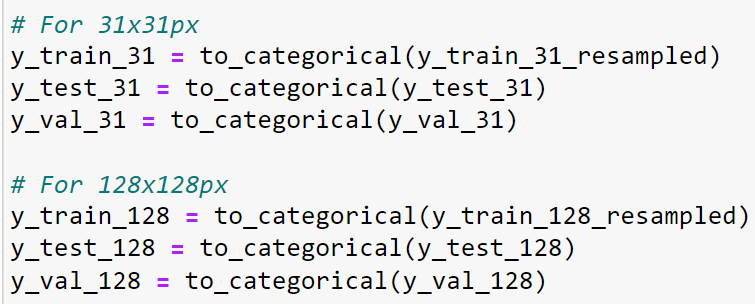 # For 31x31px
y_train_31 = to_categorical(y_train_31_resampled)
y_test_31 = to_categorical(y_test_31)
y_val_31 = to_categorical(y_val_31)
# For 128x128px
y_train_128 = to_categorical(y_train_128_resampled)
y_test_128 = to_categorical(y_test_128)
y_val_128 = to_categorical(y_val_128)